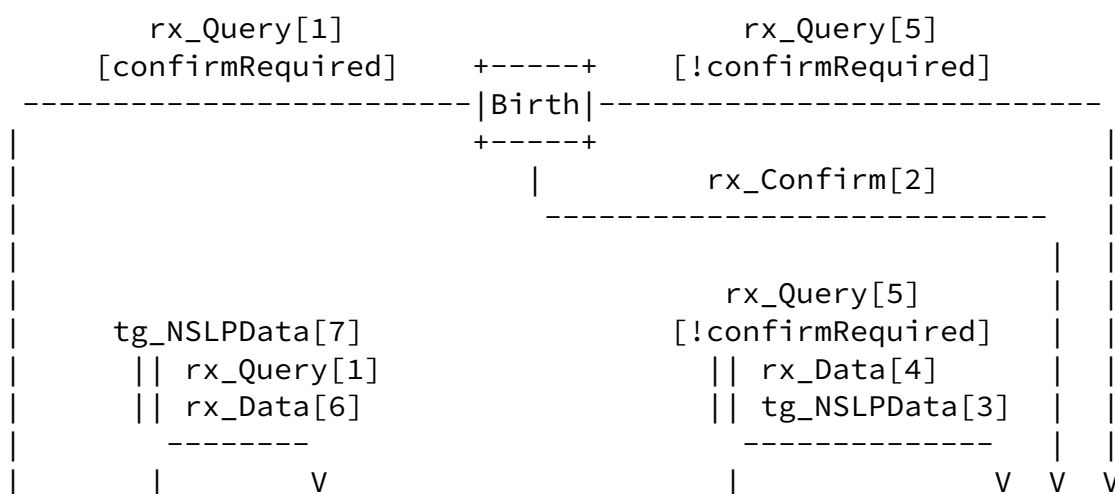 rx_Query[1] rx_Query[5]
[confirmRequired] +-----+ [!confirmRequired]
-------------------------|Birth|----------------------------
| +-----+ |
| | rx_Confirm[2] |
| ---------------------------- |
| | |
| rx_Query[5] | |
| tg_NSLPData[7] [!confirmRequired] | |
| || rx_Query[1] || rx_Data[4] | |
| || rx_Data[6] || tg_NSLPData[3] | |
| -------- -------------- | |
| | V | V V V